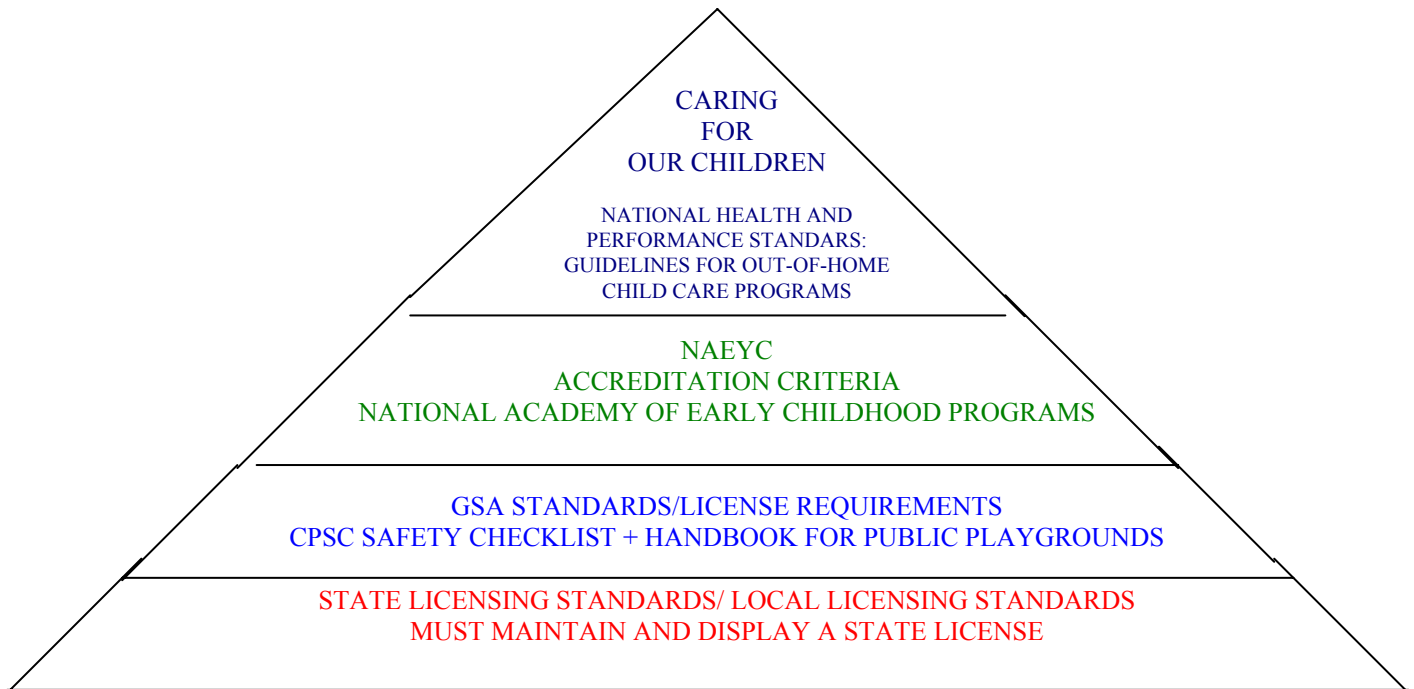 CARING
FOR
OUR CHILDREN
NATIONAL HEALTH AND
PERFORMANCE STANDARS:
GUIDELINES FOR OUT-OF-HOME
CHILD CARE PROGRAMS
NAEYC
ACCREDITATION CRITERIA
NATIONAL ACADEMY OF EARLY CHILDHOOD PROGRAMS
GSA STANDARDS/LICENSE REQUIREMENTS
CPSC SAFETY CHECKLIST + HANDBOOK FOR PUBLIC PLAYGROUNDS
STATE LICENSING STANDARDS/ LOCAL LICENSING STANDARDS
MUST MAINTAIN AND DISPLAY A STATE LICENSE